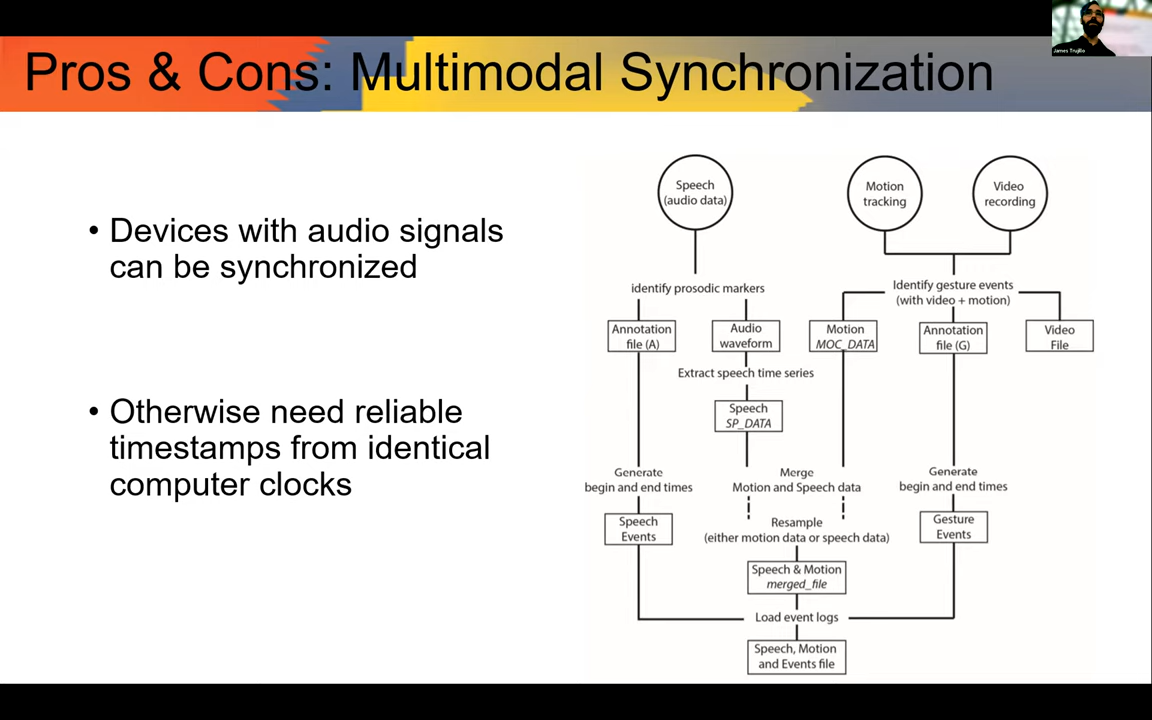 Pros & Cons: Multimodal Synchronization
James Trujillo
• Devices with audio signals
can be synchronized
• Otherwise need reliable
timestamps from identical
computer clocks
Speech
(audio data)
Motion
tracking
Video
recording
identify prosodic markers
Identify gesture events
(with video + motion)
Annotation
file (A)
Audio
waveform
Motion
MOC_DATA
Annotation
file (G)
Video
File
Extract speech time series
Speech
SP_DATA
Generate
begin and end times
Merge
Motion and Speech data
Generate
begin and end times
Speech
Events
Resample
(either motion data or speech data)
Gesture
Events
Speech & Motion
merged_file
Load event logs
Speech, Motion
and Events file